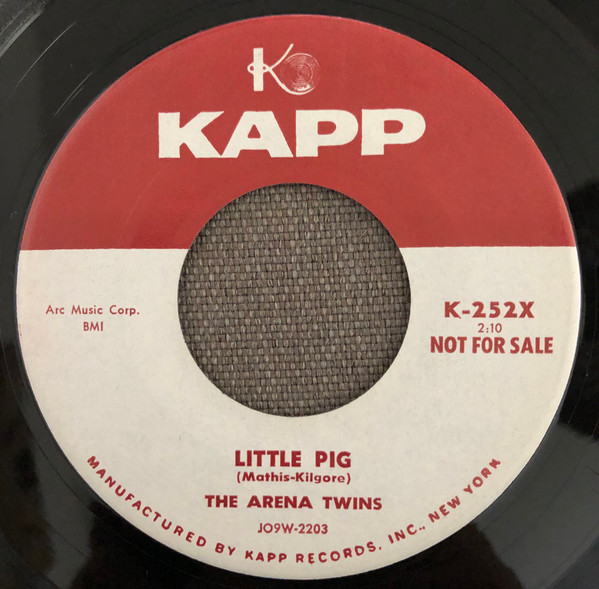 K
KAPP
Arc Music Corp.
BMI
K-252X
2:10
NOT FOR SALE
LITTLE PIG
(Mathis-Kilgore)
THE ARENA TWINS
JO9W-2203
MANUFACTURED BY KAPP RECORDS, INC., NEW YORK